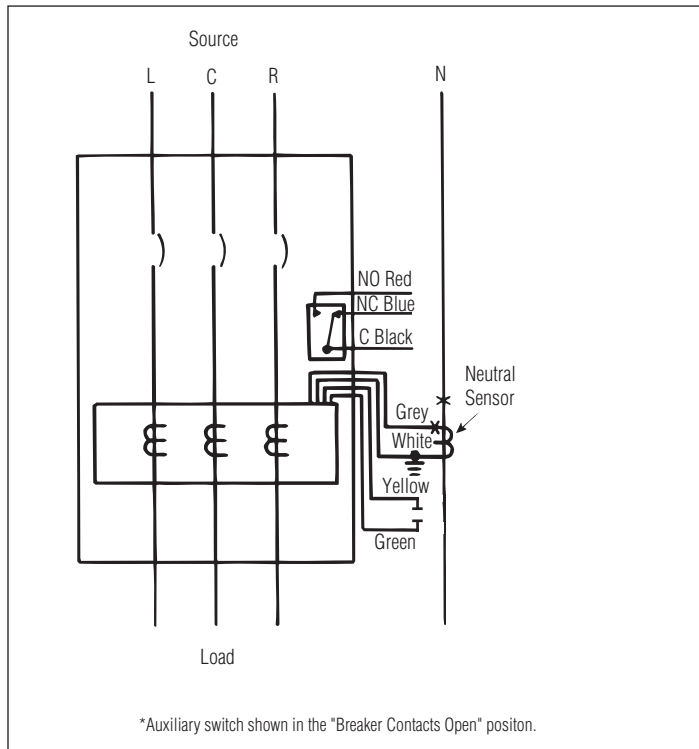 Source
L C R N
NO Red
NC Blue
C Black
Neutral
Sensor
Grey
White
Yellow
Green
Load
*Auxiliary switch shown in the "Breaker Contacts Open" positon.